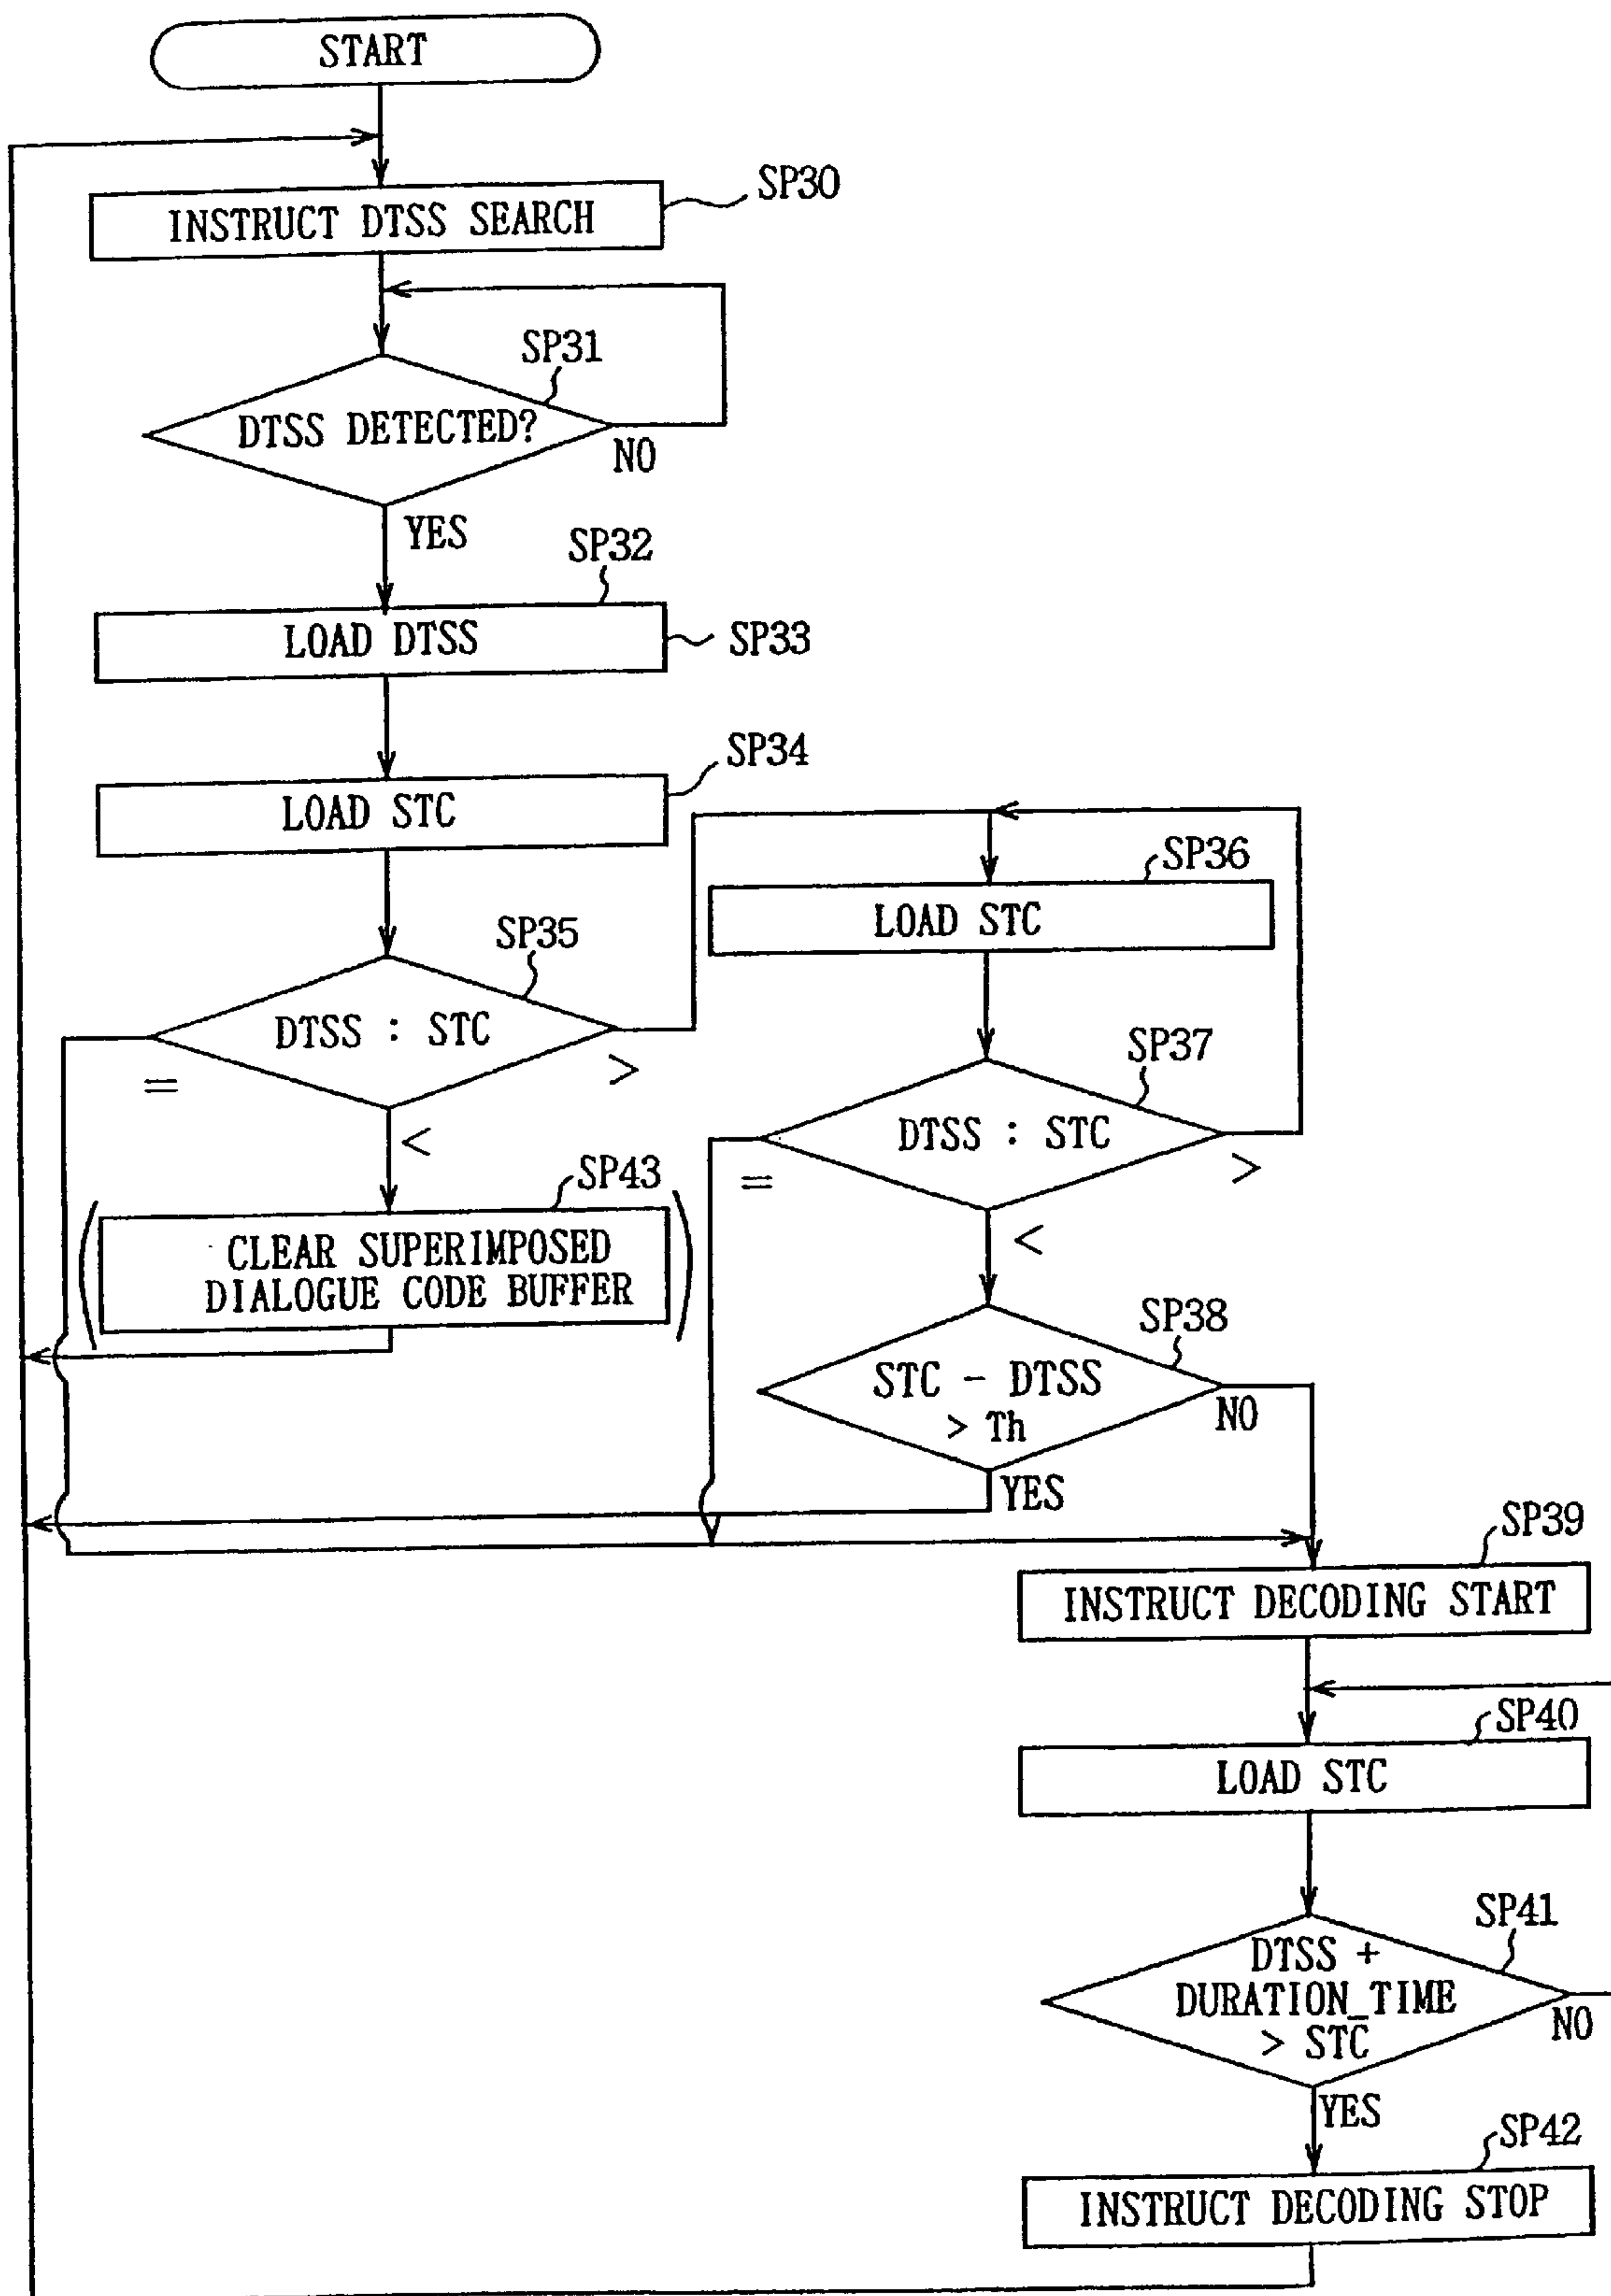 START
SP30
INSTRUCT DTSS SEARCH
SP31
DTSS DETECTED?
NO
YES
SP32
LOAD DTSS
SP33
SP34
LOAD STC
SP36
LOAD STC
SP35
DTSS : STC
=
>
<
SP37
DTSS : STC
=
>
<
SP43
CLEAR SUPERIMPOSED
DIALOGUE CODE BUFFER
SP38
STC - DTSS
> Th
NO
YES
SP39
INSTRUCT DECODING START
SP40
LOAD STC
SP41
DTSS +
DURATION_TIME
> STC
NO
YES
SP42
INSTRUCT DECODING STOP